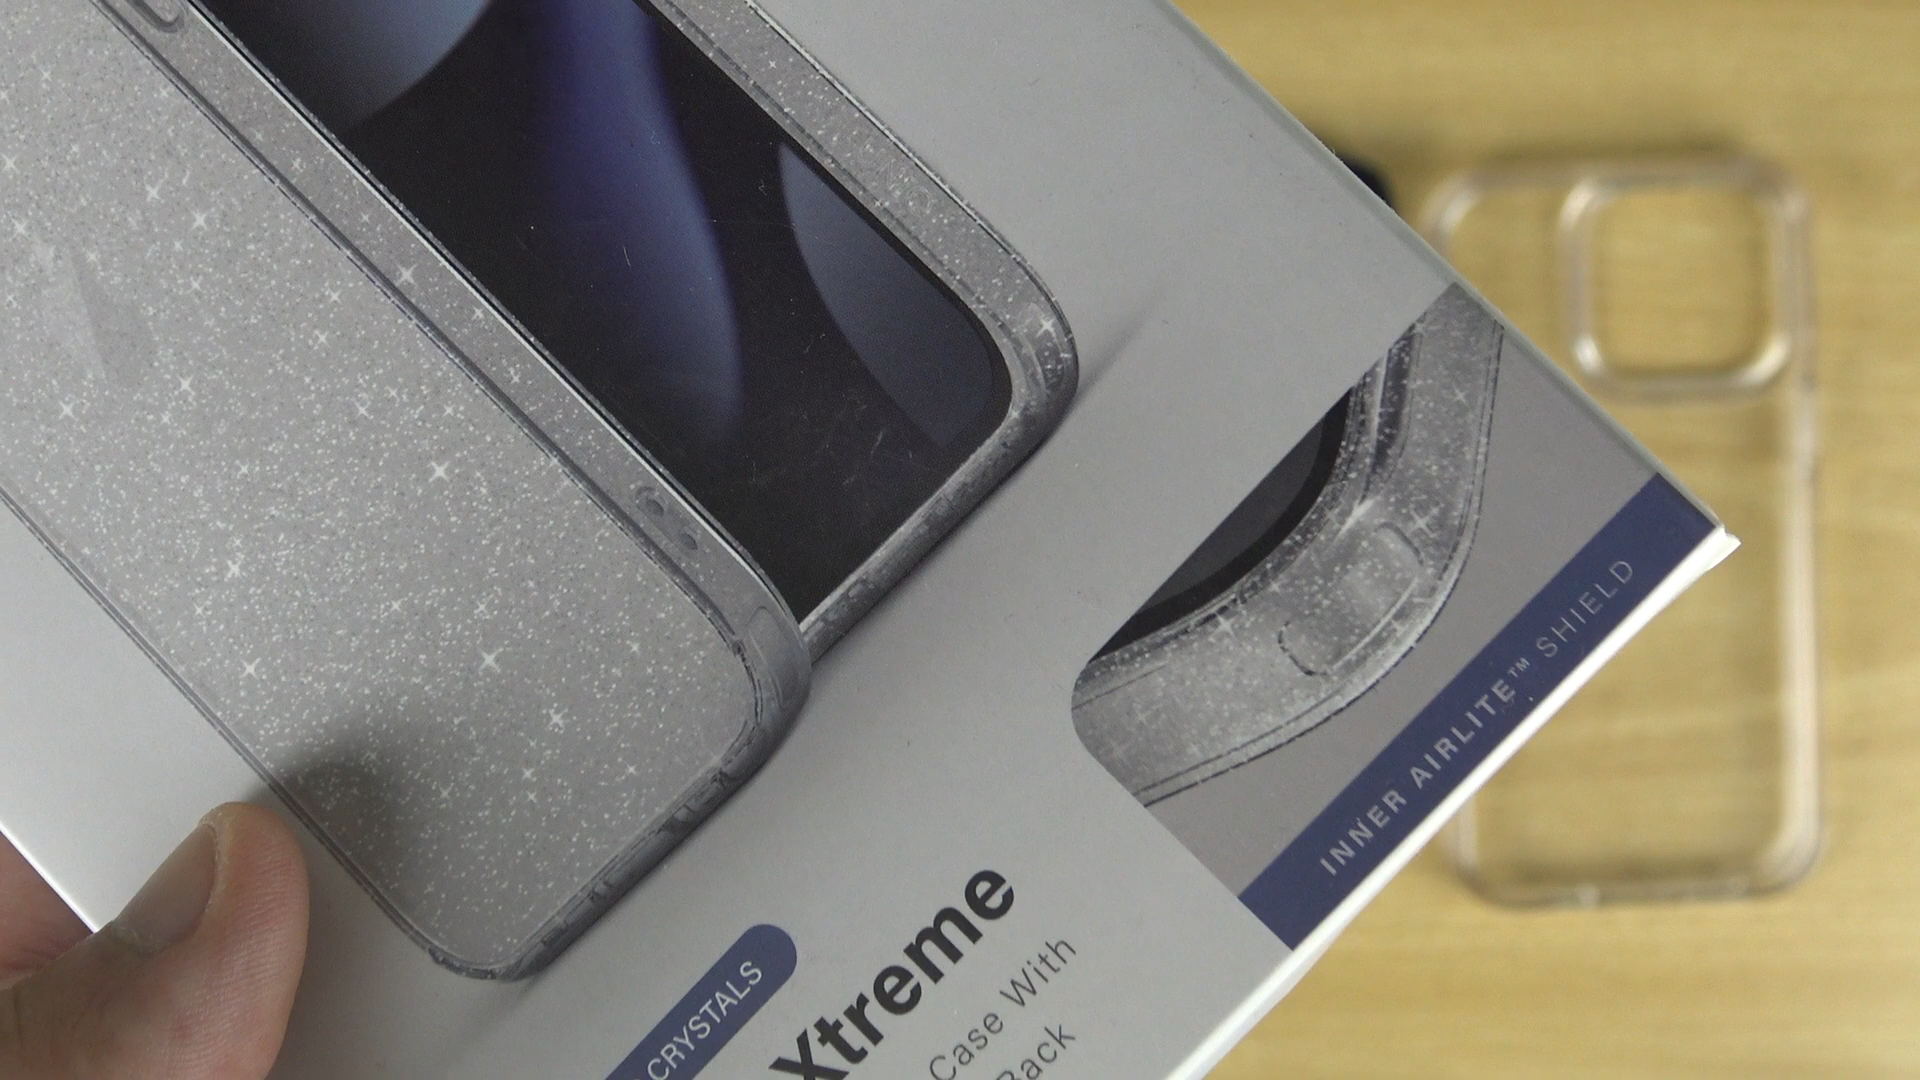 INNER AIRLITE™ SHIELD
CRYSTALS
Xtreme
Case With
Back